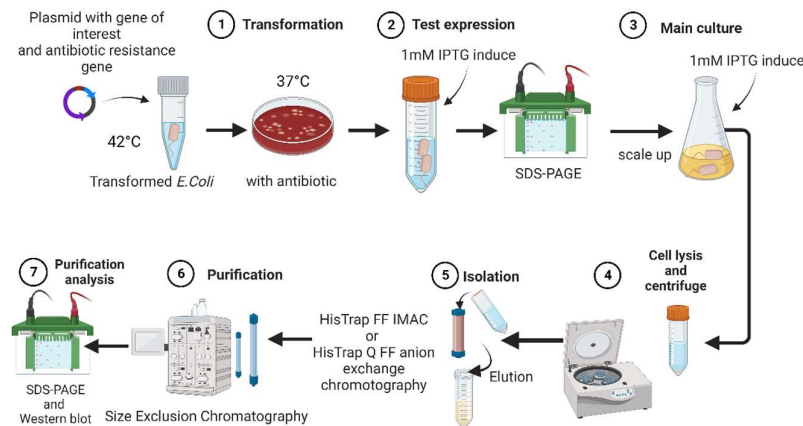 Plasmid with gene of
interest
and antibiotic resistance
gene
42°C
Transformed E.Coli
1 Transformation
37°C
with antibiotic
2 Test expression
1mM IPTG induce
SDS-PAGE
3 Main culture
1mM IPTG induce
scale up
4 Cell lysis
and
centrifuge
5 Isolation
Elution
HisTrap FF IMAC
or
HisTrap Q FF anion
exchange
chromotography
6 Purification
Size Exclusion Chromatography
7 Purification
analysis
SDS-PAGE
and
Western blot